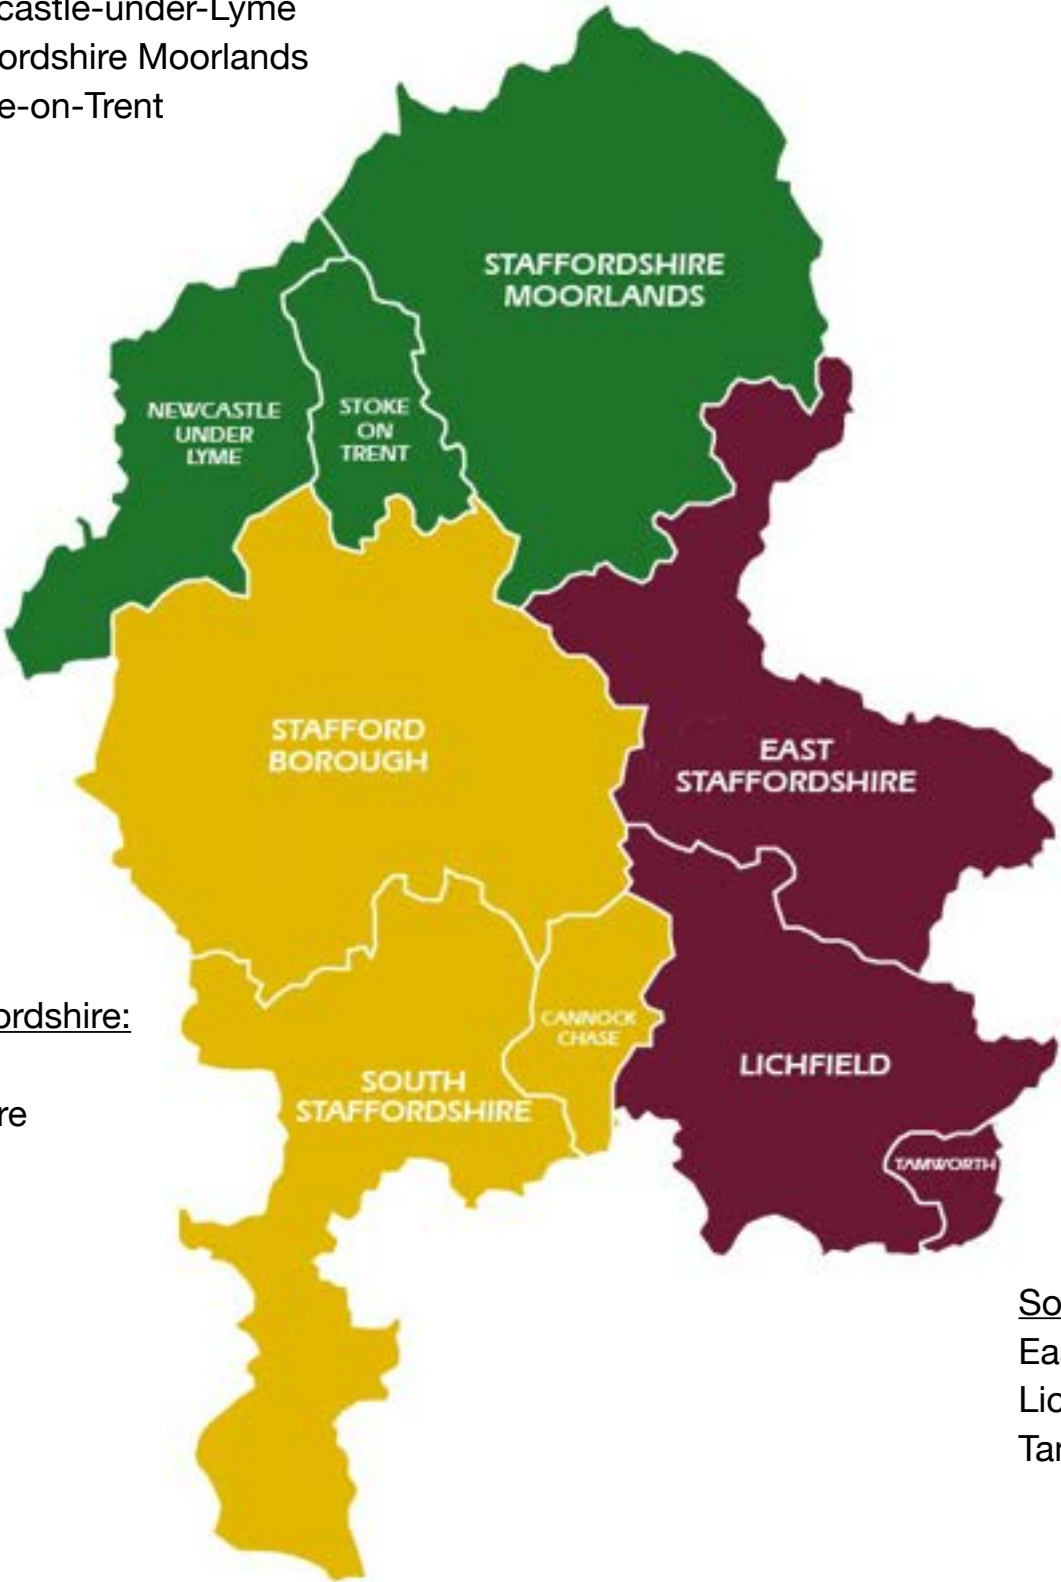 castle-under-Lyme
ordshire Moorlands
e-on-Trent
STAFFORDSHIRE
MOORLANDS
NEWCASTLE
UNDER
LYME
STOKE
ON
TRENT
STAFFORD
BOROUGH
EAST
STAFFORDSHIRE
ordshire:
re
CANNOCK
CHASE
SOUTH
STAFFORDSHIRE
LICHFIELD
TAMWORTH
So
Ea
Lic
Tar